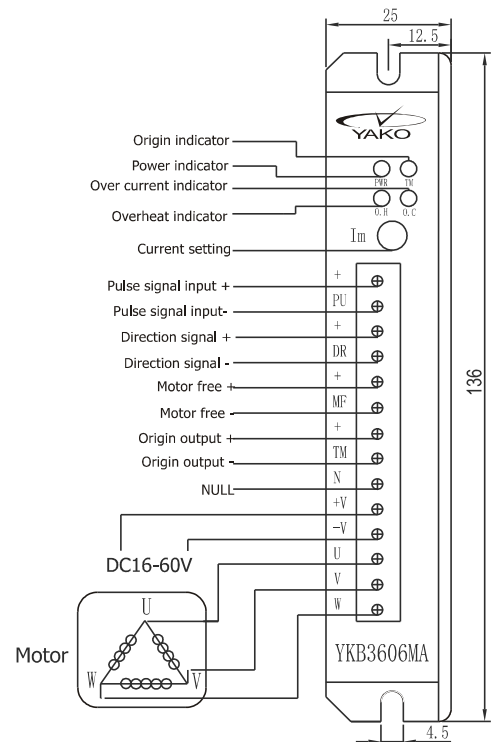 25
12.5
YAKO
Origin indicator
Power indicator
PWR TM
Over current indicator
O.H O.C
Overheat indicator
Im
Current setting
+
Pulse signal input +
PU
Pulse signal input-
+
Direction signal +
DR
Direction signal -
+
Motor free +
MF
Motor free -
+
Origin output +
TM
Origin output -
N
NULL
+V
-V
DC16-60V
U
V
W
136
U
Motor
W
V
YKB3606MA
4.5